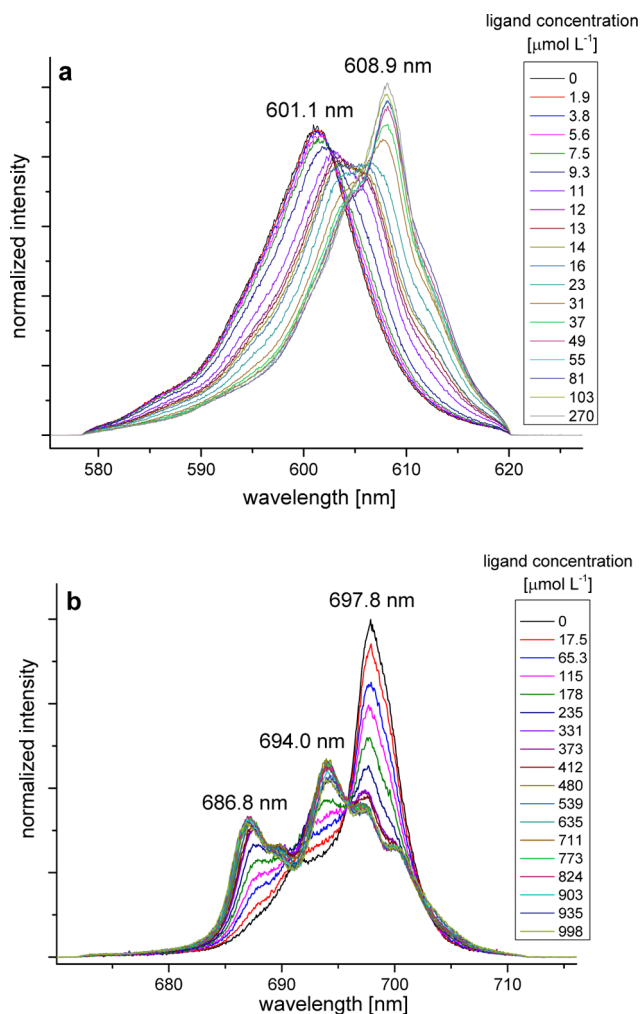 ligand concentration
[μmol L-1]
a
608.9 nm
601.1 nm
0
1.9
3.8
5.6
7.5
9.3
11
12
13
14
16
23
31
37
49
55
81
103
270
normalized intensity
580 590 600 610 620
wavelength [nm]
ligand concentration
[μmol L-1]
b
697.8 nm
694.0 nm
686.8 nm
0
17.5
65.3
115
178
235
331
373
412
480
539
635
711
773
824
903
935
998
normalized intensity
680 690 700 710
wavelength [nm]